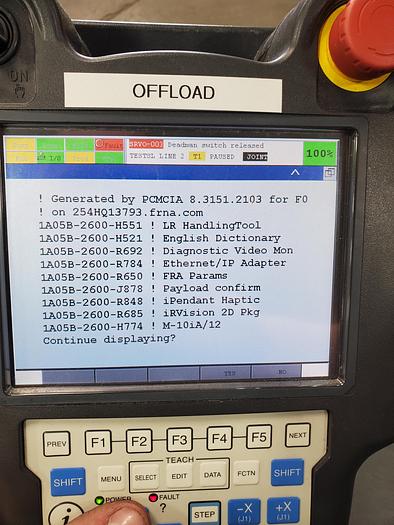 ON
OFFLOAD
Fault
SRVO-003 Deadman switch released
TESTSL LINE 2 T1 PAUSED JOINT
100%
I/O
! Generated by PCMCIA 8.3151.2103 for F0
! on 254HQ13793.frna.com
1A05B-2600-H551 ! LR HandlingTool
1A05B-2600-H521 ! English Dictionary
1A05B-2600-R692 ! Diagnostic Video Mon
1A05B-2600-R784 ! Ethernet/IP Adapter
1A05B-2600-R650 ! FRA Params
1A05B-2600-J878 ! Payload confirm
1A05B-2600-R848 ! iPendant Haptic
1A05B-2600-R685 ! iRVision 2D Pkg
1A05B-2600-H774 ! M-10iA/12
Continue displaying?
YES NO
PREV F1 F2 F3 F4 F5 NEXT
TEACH
SHIFT MENU SELECT EDIT DATA FCTN SHIFT
POWER FAULT
i ? STEP -X (J1) +X (J1)